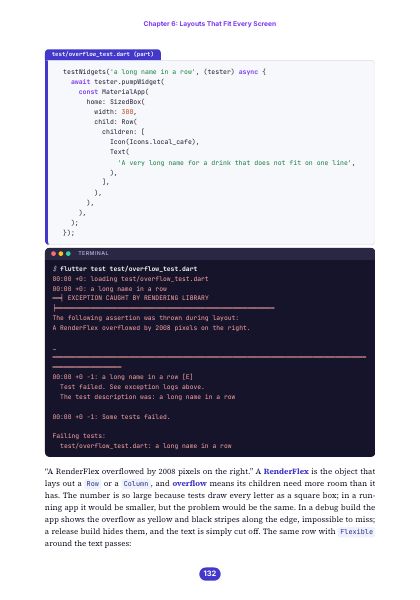 Chapter 6: Layouts That Fit Every Screen
test/overflow_test.dart (part)
testWidgets('a long name in a row', (tester) async {
await tester.pumpWidget(
const MaterialApp(
home: SizedBox(
width: 300,
child: Row(
children: [
Icon(Icons.local_cafe),
Text(
'A very long name for a drink that does not fit on one line',
),
],
),
),
),
);
});
TERMINAL
$ flutter test test/overflow_test.dart
00:00 +0: loading test/overflow_test.dart
00:00 +0: a long name in a row
══╡ EXCEPTION CAUGHT BY RENDERING LIBRARY
╞═══════════════════════════════════════════════════════
The following assertion was thrown during layout:
A RenderFlex overflowed by 2008 pixels on the right.
…
════════════════════════════════════════════════════════════════════════════════
══════════════════
00:00 +0 -1: a long name in a row [E]
Test failed. See exception logs above.
The test description was: a long name in a row
00:00 +0 -1: Some tests failed.
Failing tests:
test/overflow_test.dart: a long name in a row
“A RenderFlex overflowed by 2008 pixels on the right.” A RenderFlex is the object that
lays out a Row or a Column, and overflow means its children need more room than it
has. The number is so large because tests draw every letter as a square box; in a run-
ning app it would be smaller, but the problem would be the same. In a debug build the
app shows the overflow as yellow and black stripes along the edge, impossible to miss;
a release build hides them, and the text is simply cut off. The same row with Flexible
around the text passes:
132